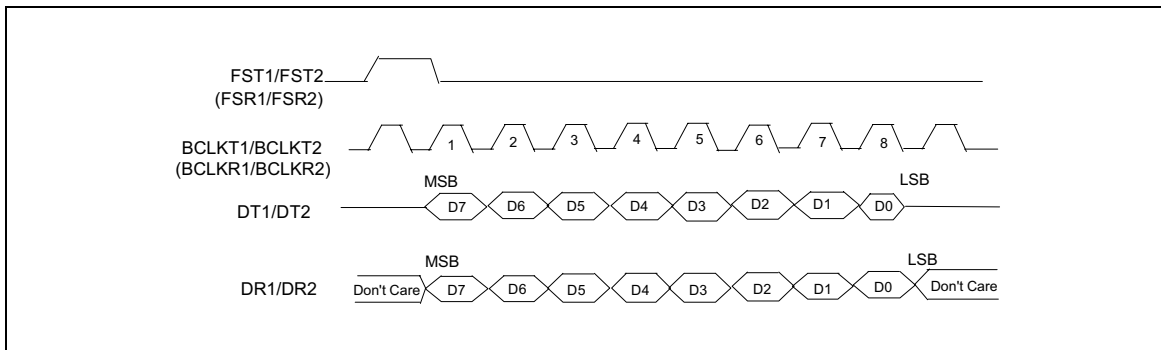 FST1/FST2
(FSR1/FSR2)
BCLKT1/BCLKT2
(BCLKR1/BCLKR2)
1 2 3 4 5 6 7 8
MSB LSB
DT1/DT2
D7 D6 D5 D4 D3 D2 D1 D0
MSB LSB
DR1/DR2
Don't Care D7 D6 D5 D4 D3 D2 D1 D0 Don't Care